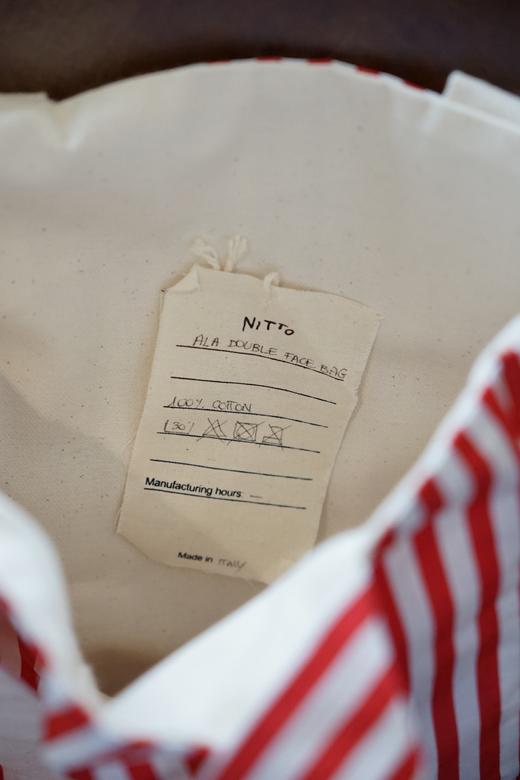 NITTO
ALA DOUBLE FACE BAG
100% COTTON
30°
Manufacturing hours: —
Made in ITALY